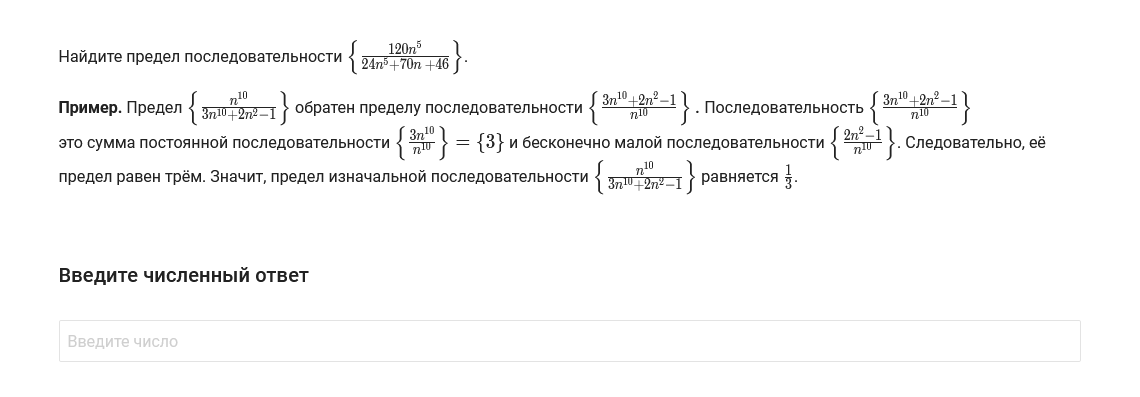 Найдите предел последовательности $\left\{\frac{120n^5}{24n^5+70n+46}\right\}$.
Пример. Предел $\left\{\frac{n^{10}}{3n^{10}+2n^2-1}\right\}$ обратен пределу последовательности $\left\{\frac{3n^{10}+2n^2-1}{n^{10}}\right\}$. Последовательность $\left\{\frac{3n^{10}+2n^2-1}{n^{10}}\right\}$
это сумма постоянной последовательности $\left\{\frac{3n^{10}}{n^{10}}\right\} = \{3\}$ и бесконечно малой последовательности $\left\{\frac{2n^2-1}{n^{10}}\right\}$. Следовательно, её
предел равен трём. Значит, предел изначальной последовательности $\left\{\frac{n^{10}}{3n^{10}+2n^2-1}\right\}$ равняется $\frac{1}{3}$.
Введите численный ответ
Введите число